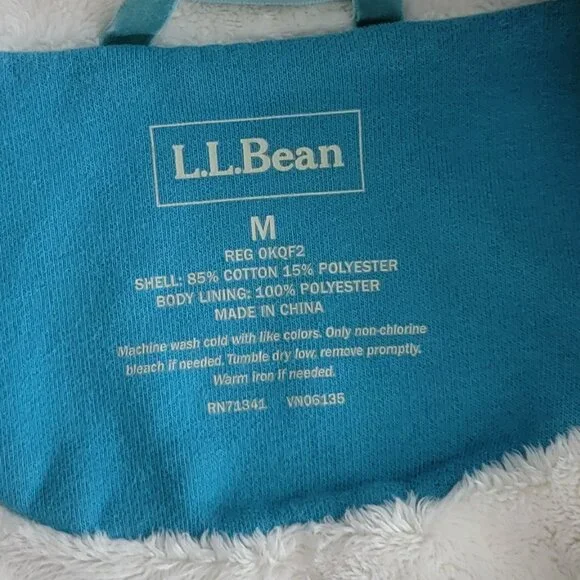 L.L.Bean
M
REG 0KQF2
SHELL: 85% COTTON 15% POLYESTER
BODY LINING: 100% POLYESTER
MADE IN CHINA
Machine wash cold with like colors. Only non-chlorine
bleach if needed. Tumble dry low, remove promptly.
Warm iron if needed.
RN71341 VN06135